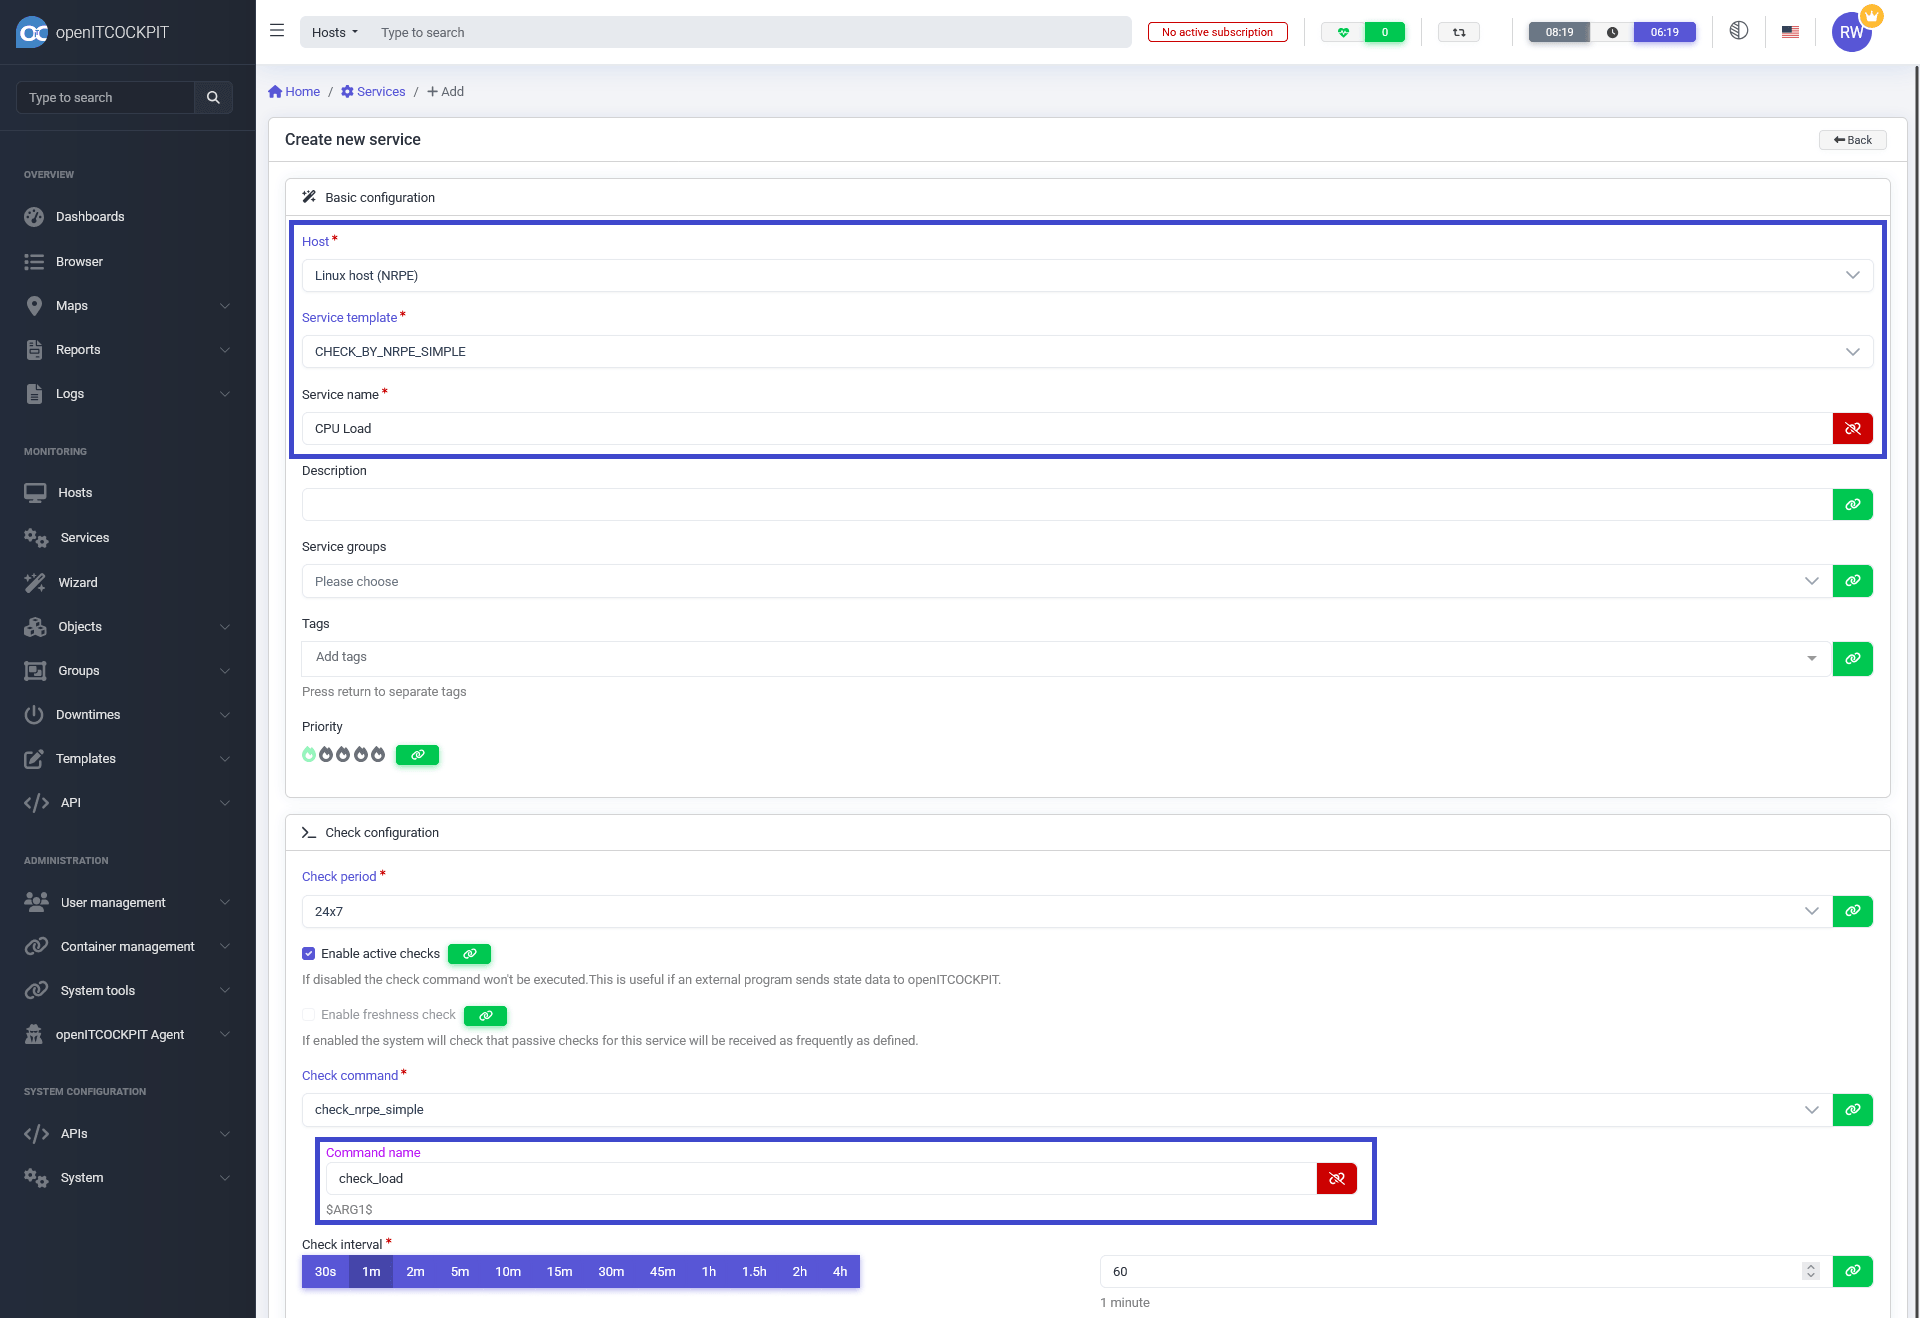 openITCOCKPIT
Hosts
Type to search
No active subscription
0
08:19
06:19
RW
Type to search
OVERVIEW
Dashboards
Browser
Maps
Reports
Logs
MONITORING
Hosts
Services
Wizard
Objects
Groups
Downtimes
Templates
API
ADMINISTRATION
User management
Container management
System tools
openITCOCKPIT Agent
SYSTEM CONFIGURATION
APIs
System
Home / Services / Add
Create new service
Back
Basic configuration
Host *
Linux host (NRPE)
Service template *
CHECK_BY_NRPE_SIMPLE
Service name *
CPU Load
Description
Service groups
Please choose
Tags
Add tags
Press return to separate tags
Priority
Check configuration
Check period *
24x7
Enable active checks
If disabled the check command won't be executed.This is useful if an external program sends state data to openITCOCKPIT.
Enable freshness check
If enabled the system will check that passive checks for this service will be received as frequently as defined.
Check command *
check_nrpe_simple
Command name
check_load
$ARG1$
Check interval *
30s 1m 2m 5m 10m 15m 30m 45m 1h 1.5h 2h 4h
60
1 minute